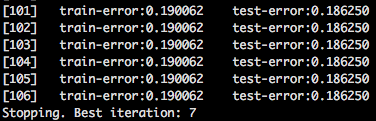 [101] train-error:0.190062 test-error:0.186250
[102] train-error:0.190062 test-error:0.186250
[103] train-error:0.190062 test-error:0.186250
[104] train-error:0.190062 test-error:0.186250
[105] train-error:0.190062 test-error:0.186250
[106] train-error:0.190062 test-error:0.186250
Stopping. Best iteration: 7